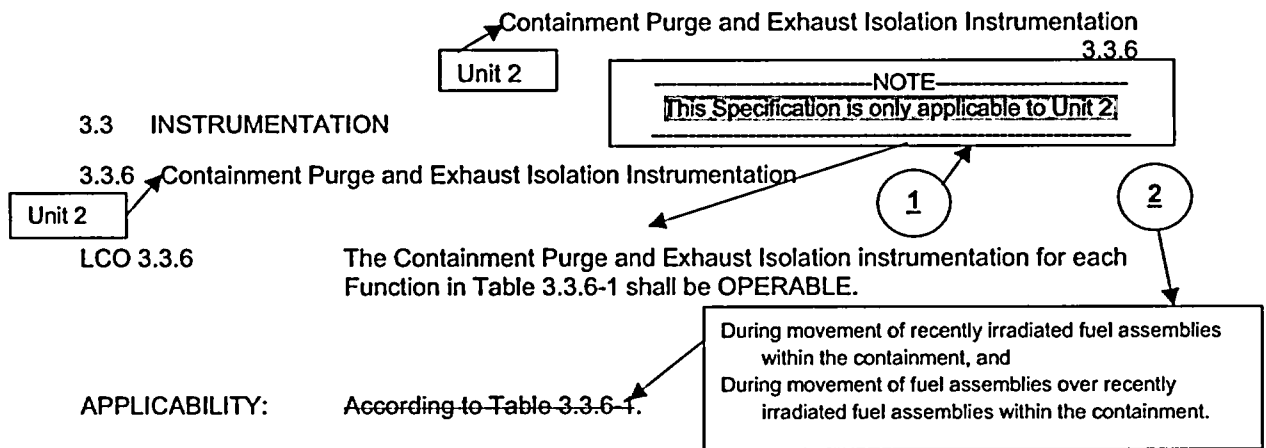 Containment Purge and Exhaust Isolation Instrumentation
Unit 2
3.3.6
NOTE
This Specification is only applicable to Unit 2.
3.3 INSTRUMENTATION
3.3.6 Containment Purge and Exhaust Isolation Instrumentation
Unit 2
1
2
LCO 3.3.6 The Containment Purge and Exhaust Isolation instrumentation for each
Function in Table 3.3.6-1 shall be OPERABLE.
During movement of recently irradiated fuel assemblies
within the containment, and
During movement of fuel assemblies over recently
irradiated fuel assemblies within the containment.
APPLICABILITY: According to Table 3.3.6-1.